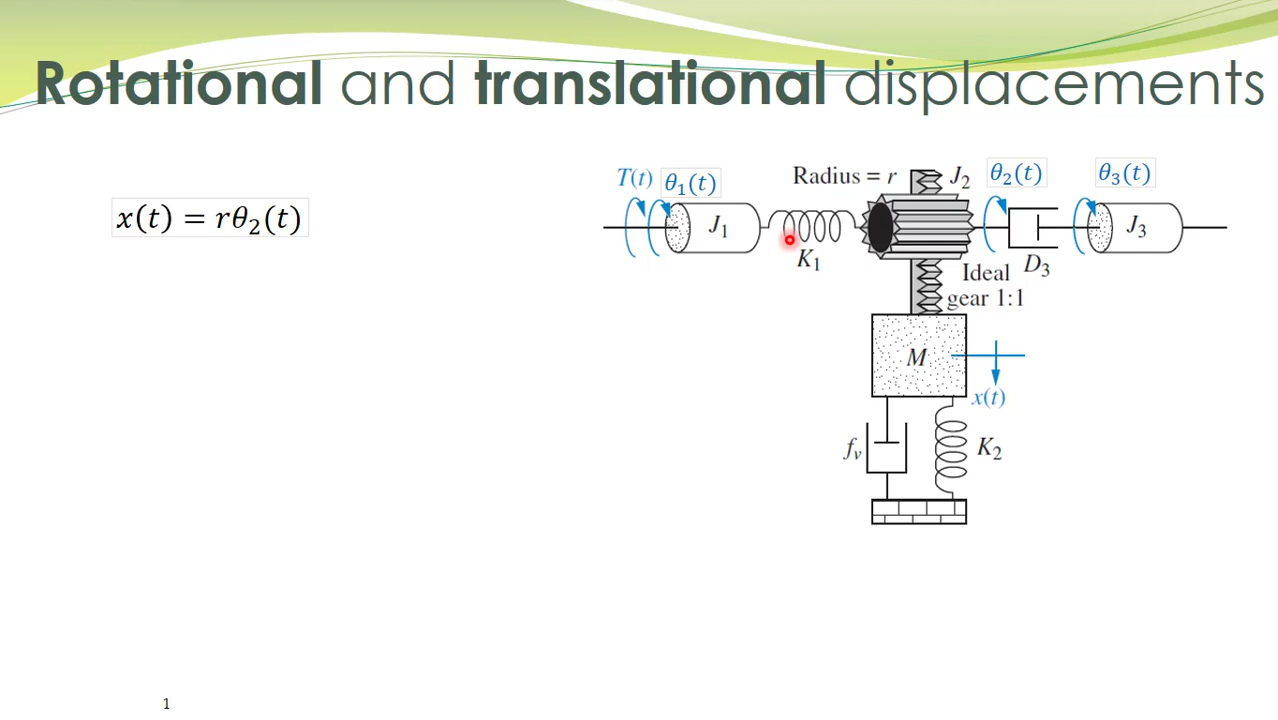 Rotational and translational displacements
x(t) = rθ₂(t)
T(t) θ₁(t) Radius = r J₂ θ₂(t) θ₃(t)
J₁ J₃
K₁ Ideal D₃
gear 1:1
M
x(t)
fᵥ K₂
1